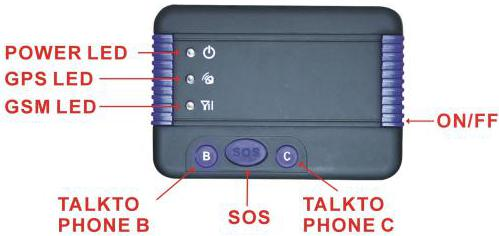 POWER LED
GPS LED
GSM LED
ON/FF
B
SOS
C
TALKTO
PHONE B
SOS
TALKTO
PHONE C